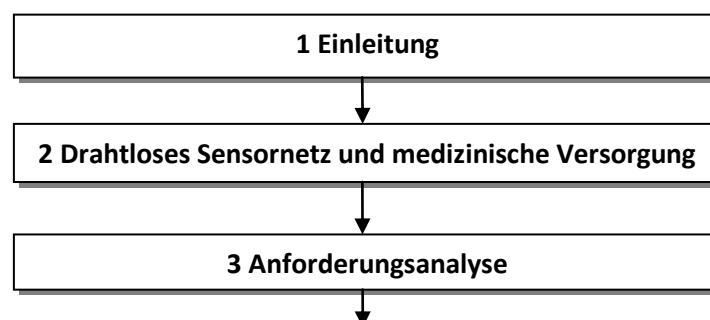 1 Einleitung
2 Drahtloses Sensornetz und medizinische Versorgung
3 Anforderungsanalyse